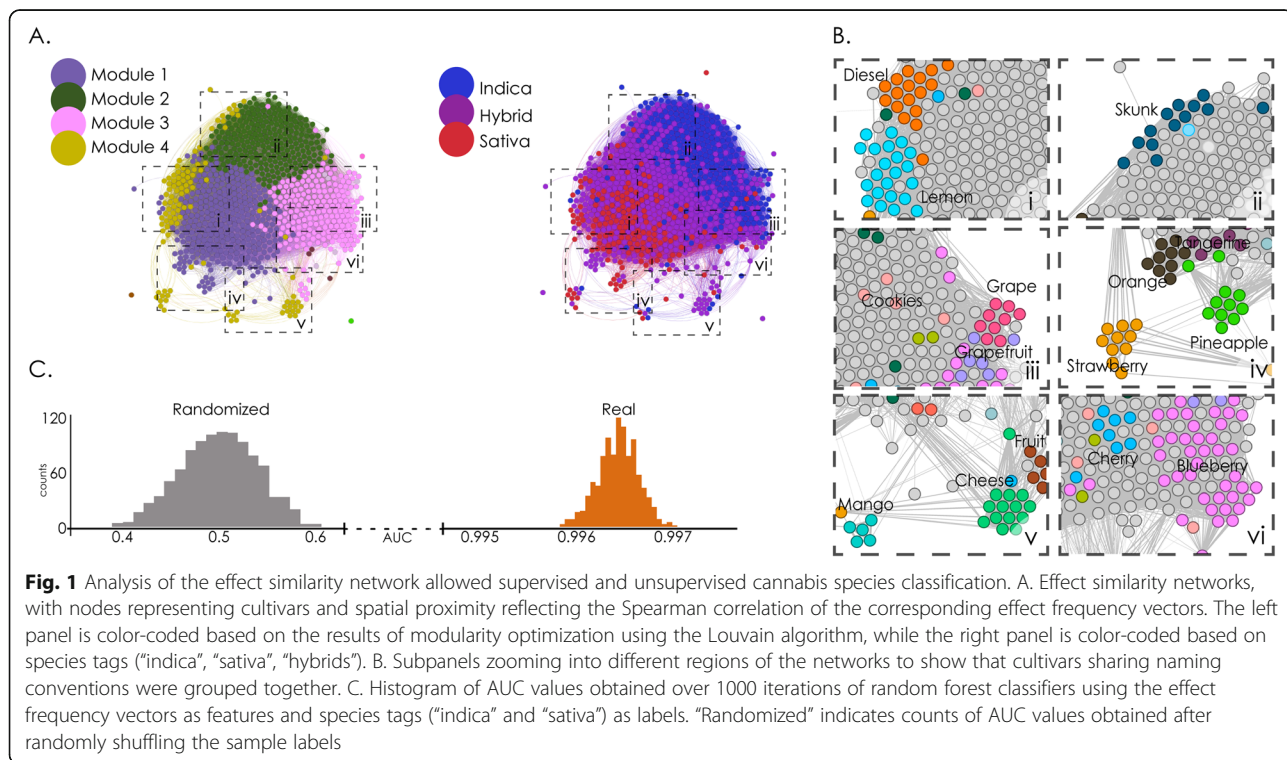 A.
Module 1
Module 2
Module 3
Module 4
ii
i
iii
vi
iv
v
Indica
Hybrid
Sativa
ii
i
iii
vi
iv
v
B.
Diesel
Lemon
i
Skunk
ii
Cookies
Grape
Grapefruit
iii
Tangerine
Orange
Pineapple
Strawberry
iv
Fruit
Cheese
Mango
v
Cherry
Blueberry
vi
C.
Randomized
Real
counts
120
60
0
0.4
0.5
0.6
AUC
0.995
0.996
0.997
Fig. 1 Analysis of the effect similarity network allowed supervised and unsupervised cannabis species classification. A. Effect similarity networks,
with nodes representing cultivars and spatial proximity reflecting the Spearman correlation of the corresponding effect frequency vectors. The left
panel is color-coded based on the results of modularity optimization using the Louvain algorithm, while the right panel is color-coded based on
species tags (“indica”, “sativa”, “hybrids”). B. Subpanels zooming into different regions of the networks to show that cultivars sharing naming
conventions were grouped together. C. Histogram of AUC values obtained over 1000 iterations of random forest classifiers using the effect
frequency vectors as features and species tags (“indica” and “sativa”) as labels. “Randomized” indicates counts of AUC values obtained after
randomly shuffling the sample labels